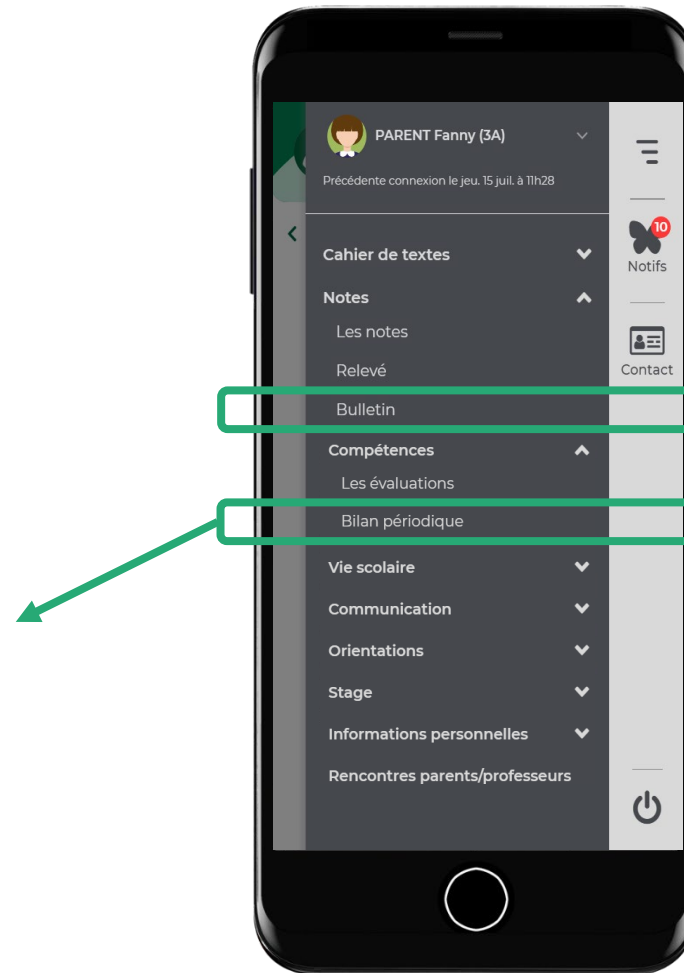 PARENT Fanny (3A)
Précédente connexion le jeu. 15 juil. à 11h28
10
Notifs
Cahier de textes
Notes
Les notes
Relevé
Contact
Bulletin
Compétences
Les évaluations
Bilan périodique
Vie scolaire
Communication
Orientations
Stage
Informations personnelles
Rencontres parents/professeurs